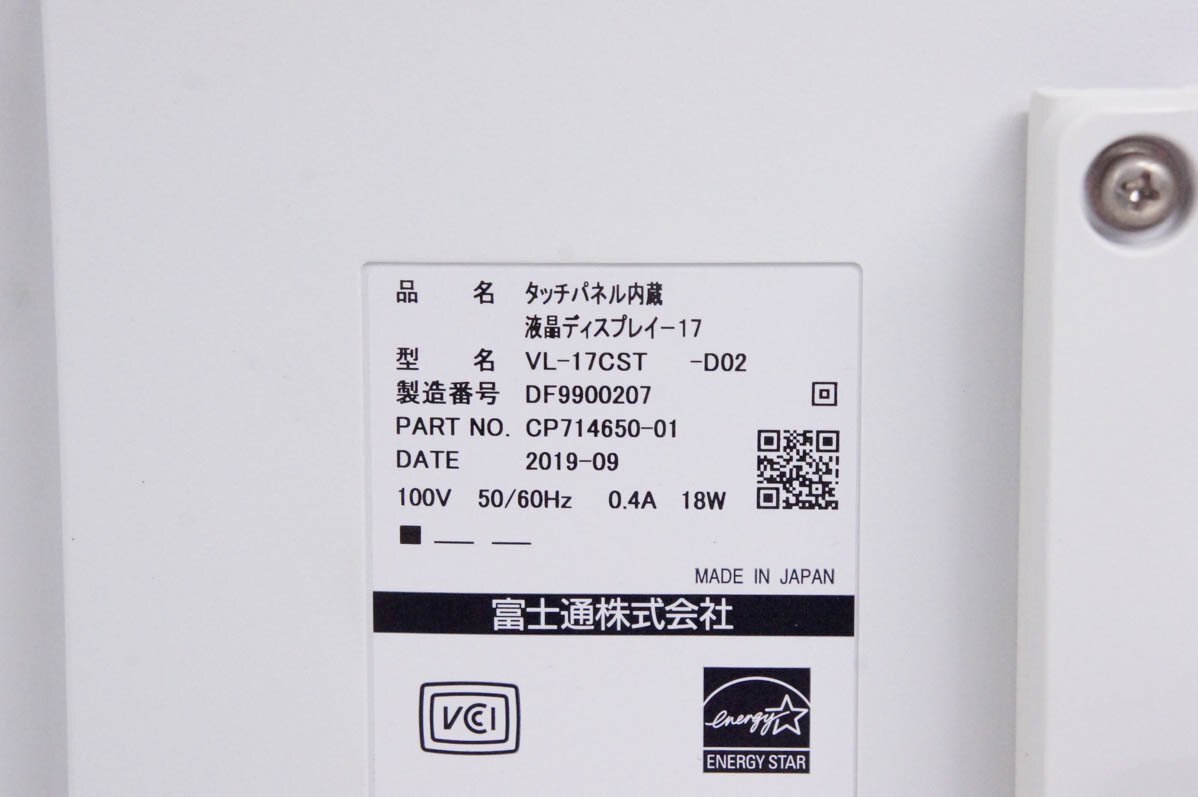 品 名 タッチパネル内蔵
液晶ディスプレイ-17
型 名 VL-17CST -D02
製造番号 DF9900207
PART NO. CP714650-01
DATE 2019-09
100V 50/60Hz 0.4A 18W
MADE IN JAPAN
富士通株式会社
VCCI
energy
ENERGY STAR